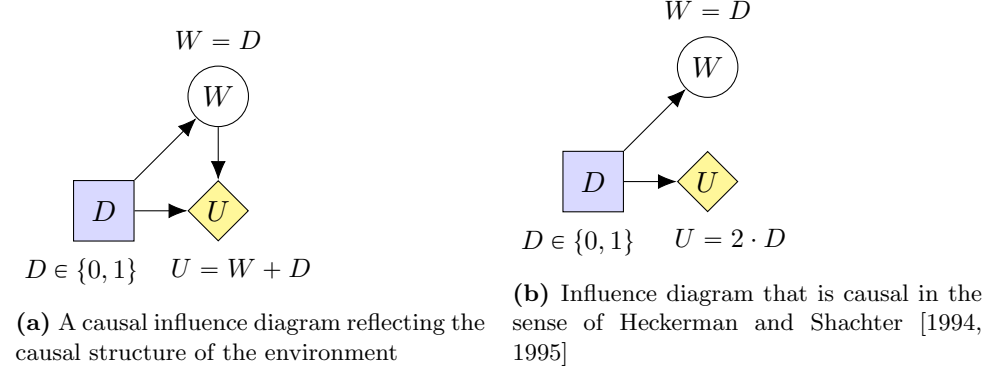 W = D
W
D
U
D ∈ {0, 1}
U = W + D
(a) A causal influence diagram reflecting the
causal structure of the environment
W = D
W
D
U
D ∈ {0, 1}
U = 2 · D
(b) Influence diagram that is causal in the
sense of Heckerman and Shachter [1994,
1995]